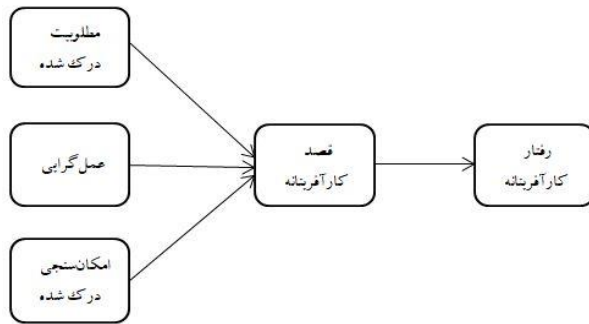 مطلوبیت
درک شده
عمل‌گرایی
امکان‌سنجی
درک شده
قصد
کارآفرینانه
رفتار
کارآفرینانه